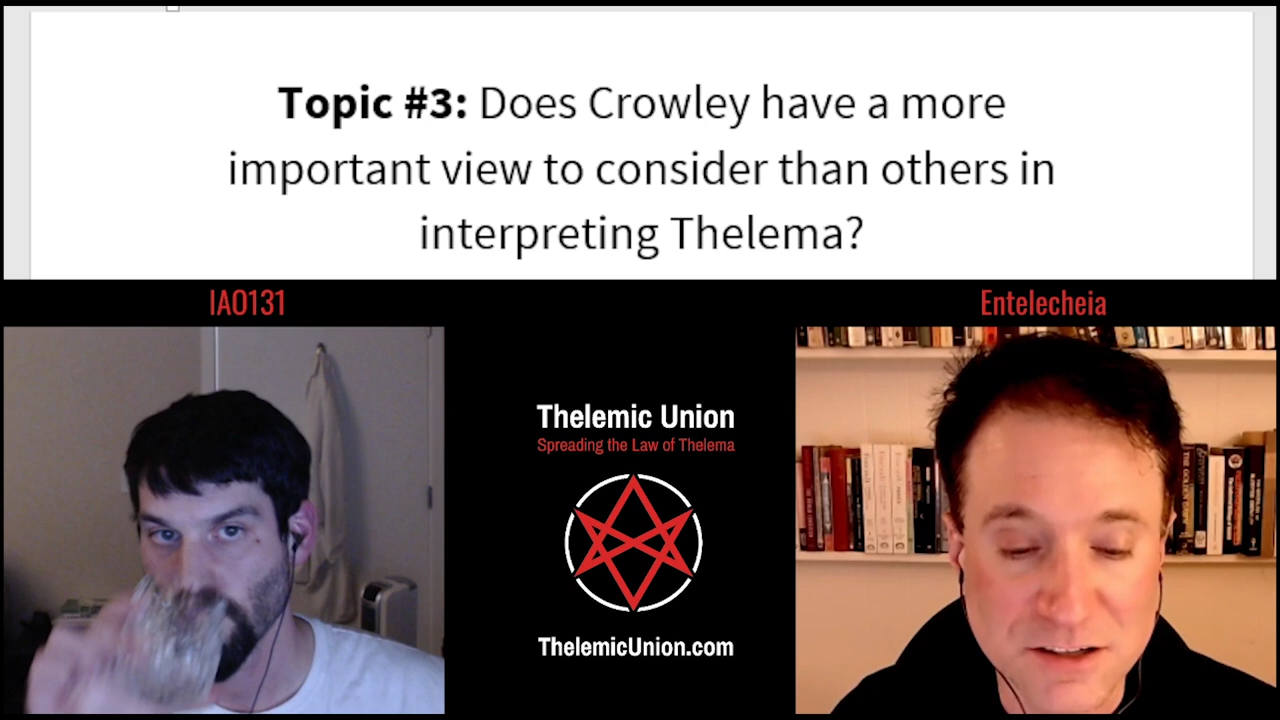 Topic #3: Does Crowley have a more
important view to consider than others in
interpreting Thelema?
IAO131
Entelecheia
Thelemic Union
Spreading the Law of Thelema
ThelemicUnion.com